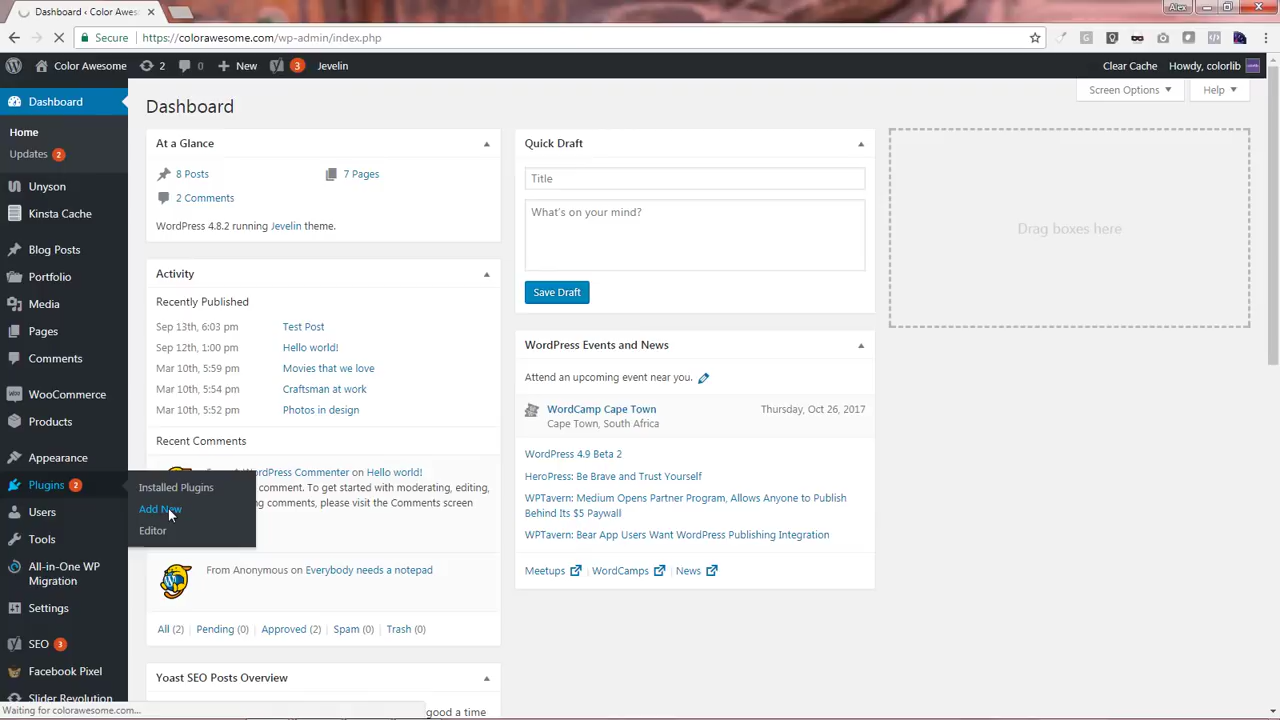 Dashboard ‹ Color Awes
Alex
Secure
https://colorawesome.com/wp-admin/index.php
Color Awesome
2
0
New
3
Jevelin
Clear Cache
Howdy, colorlib
Dashboard
Home
Updates 2
Unyson
Kinsta Cache
Blog Posts
Portfolio
Media
Pages
Comments
WooCommerce
Products
Appearance
Plugins 2
Users
Tools
All-in-One WP
Migration
Settings
SEO 3
Facebook Pixel
Slider Revolution
Installed Plugins
Add New
Editor
Screen Options
Help
Dashboard
At a Glance
8 Posts
7 Pages
2 Comments
WordPress 4.8.2 running Jevelin theme.
Activity
Recently Published
Sep 13th, 6:03 pm Test Post
Sep 12th, 1:00 pm Hello world!
Mar 10th, 5:59 pm Movies that we love
Mar 10th, 5:54 pm Craftsman at work
Mar 10th, 5:52 pm Photos in design
Recent Comments
WordPress Commenter on Hello world!
comment. To get started with moderating, editing,
comments, please visit the Comments screen
From Anonymous on Everybody needs a notepad
All (2) | Pending (0) | Approved (2) | Spam (0) | Trash (0)
Yoast SEO Posts Overview
good a time
Quick Draft
Title
What's on your mind?
Save Draft
WordPress Events and News
Attend an upcoming event near you.
WordCamp Cape Town
Thursday, Oct 26, 2017
Cape Town, South Africa
WordPress 4.9 Beta 2
HeroPress: Be Brave and Trust Yourself
WPTavern: Medium Opens Partner Program, Allows Anyone to Publish
Behind Its $5 Paywall
WPTavern: Bear App Users Want WordPress Publishing Integration
Meetups | WordCamps | News
Drag boxes here
Waiting for colorawesome.com...